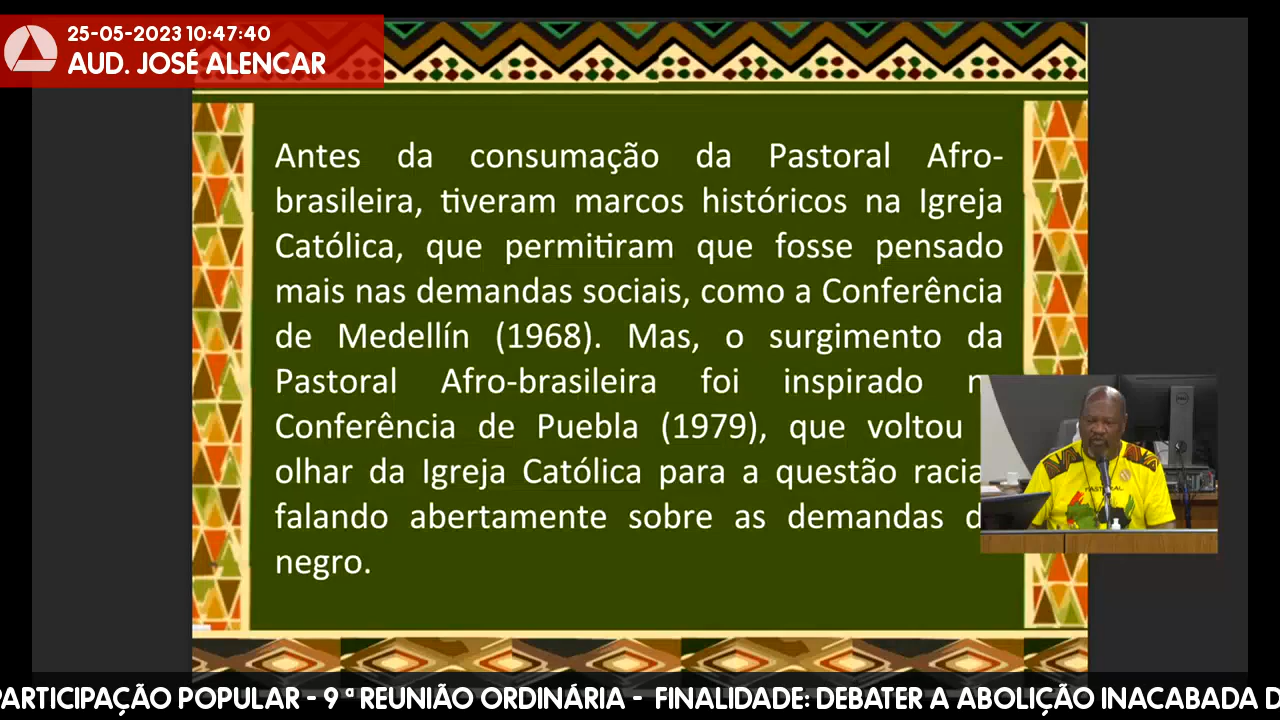 25-05-2023 10:47:40
AUD. JOSÉ ALENCAR
Antes da consumação da Pastoral Afro-
brasileira, tiveram marcos históricos na Igreja
Católica, que permitiram que fosse pensado
mais nas demandas sociais, como a Conferência
de Medellín (1968). Mas, o surgimento da
Pastoral Afro-brasileira foi inspirado
Conferência de Puebla (1979), que voltou
olhar da Igreja Católica para a questão racia
falando abertamente sobre as demandas d
negro.
PASTORAL
PARTICIPAÇÃO POPULAR - 9 ª REUNIÃO ORDINÁRIA - FINALIDADE: DEBATER A ABOLIÇÃO INACABADA D